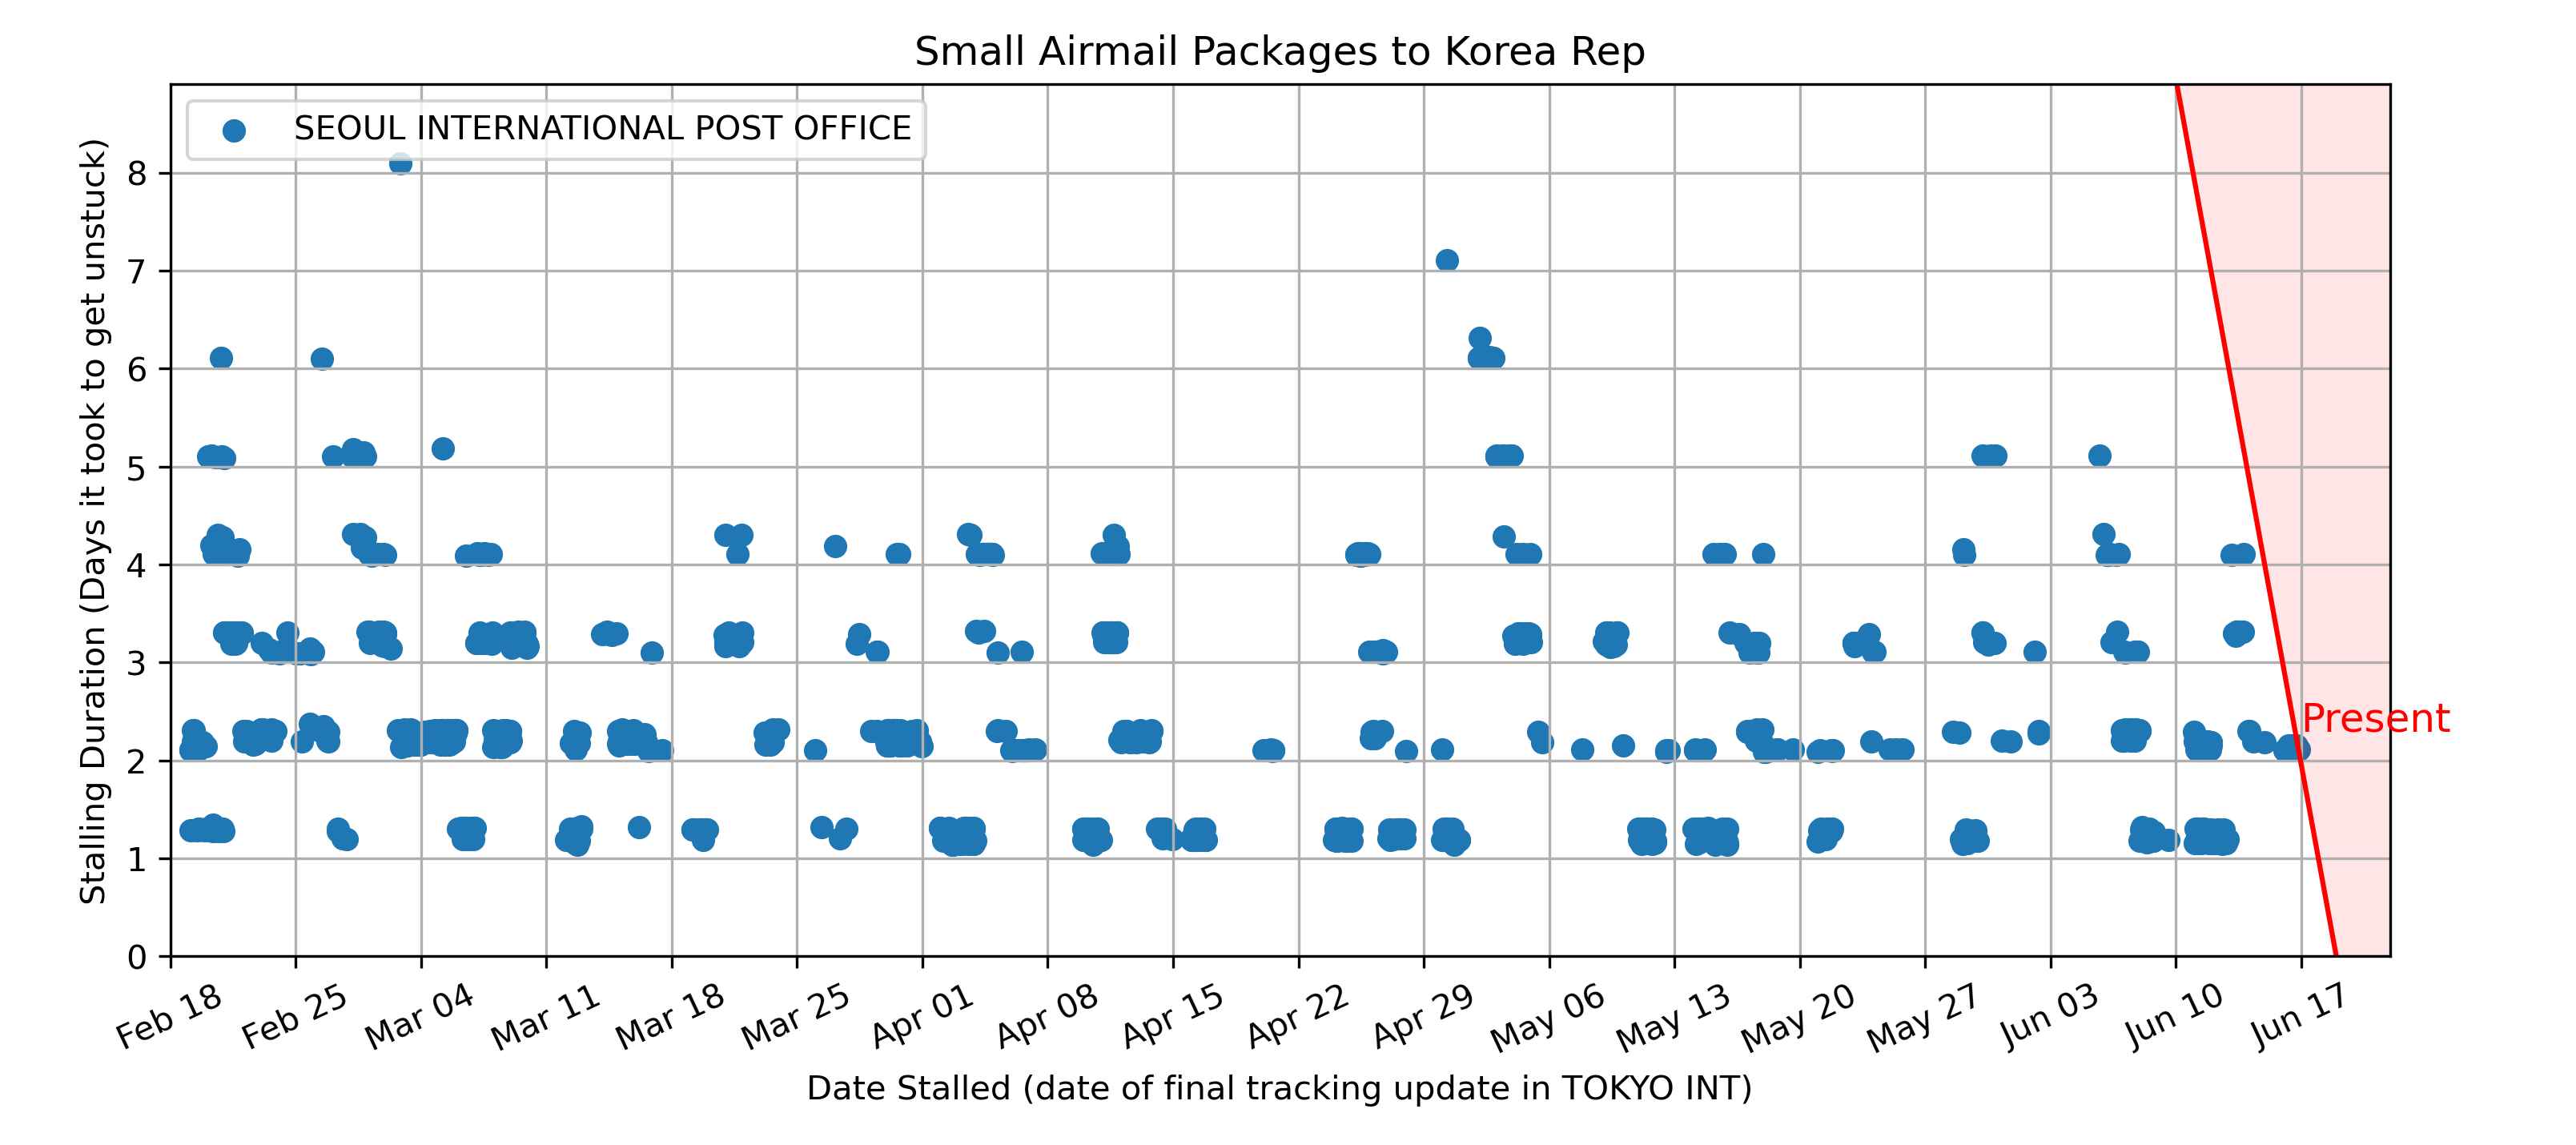 Small Airmail Packages to Korea Rep
SEOUL INTERNATIONAL POST OFFICE
Stalling Duration (Days it took to get unstuck)
8
7
6
5
4
3
2
1
0
Present
Feb 18
Feb 25
Mar 04
Mar 11
Mar 18
Mar 25
Apr 01
Apr 08
Apr 15
Apr 22
Apr 29
May 06
May 13
May 20
May 27
Jun 03
Jun 10
Jun 17
Date Stalled (date of final tracking update in TOKYO INT)